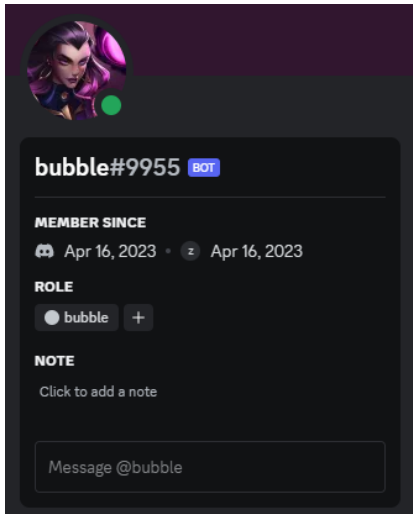 bubble#9955 BOT
MEMBER SINCE
Apr 16, 2023 • z Apr 16, 2023
ROLE
bubble +
NOTE
Click to add a note
Message @bubble